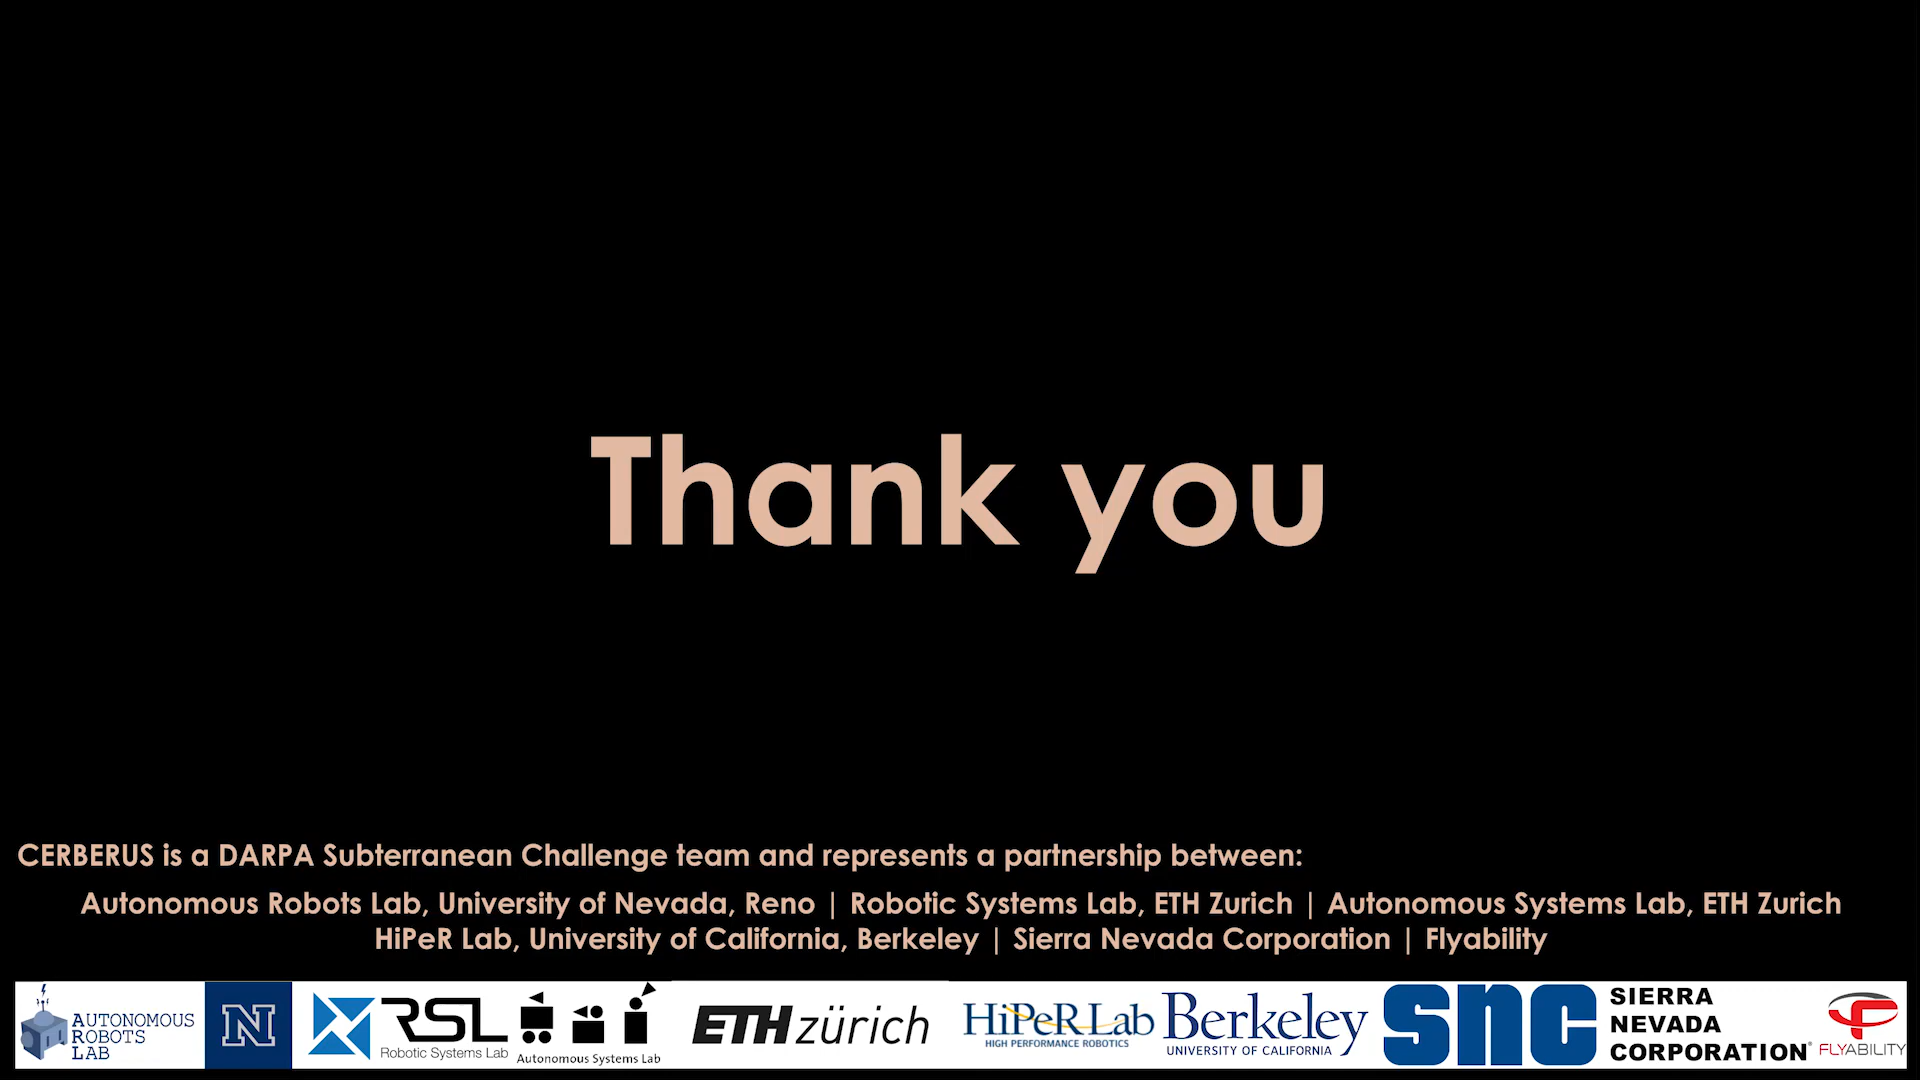 Thank you
CERBERUS is a DARPA Subterranean Challenge team and represents a partnership between:
Autonomous Robots Lab, University of Nevada, Reno | Robotic Systems Lab, ETH Zurich | Autonomous Systems Lab, ETH Zurich
HiPeR Lab, University of California, Berkeley | Sierra Nevada Corporation | Flyability
AUTONOMOUS
ROBOTS
LAB
N
RSL
Robotic Systems Lab
Autonomous Systems Lab
ETH zürich
HiPeR Lab
HIGH PERFORMANCE ROBOTICS
Berkeley
UNIVERSITY OF CALIFORNIA
snc
SIERRA
NEVADA
CORPORATION®
FLYABILITY